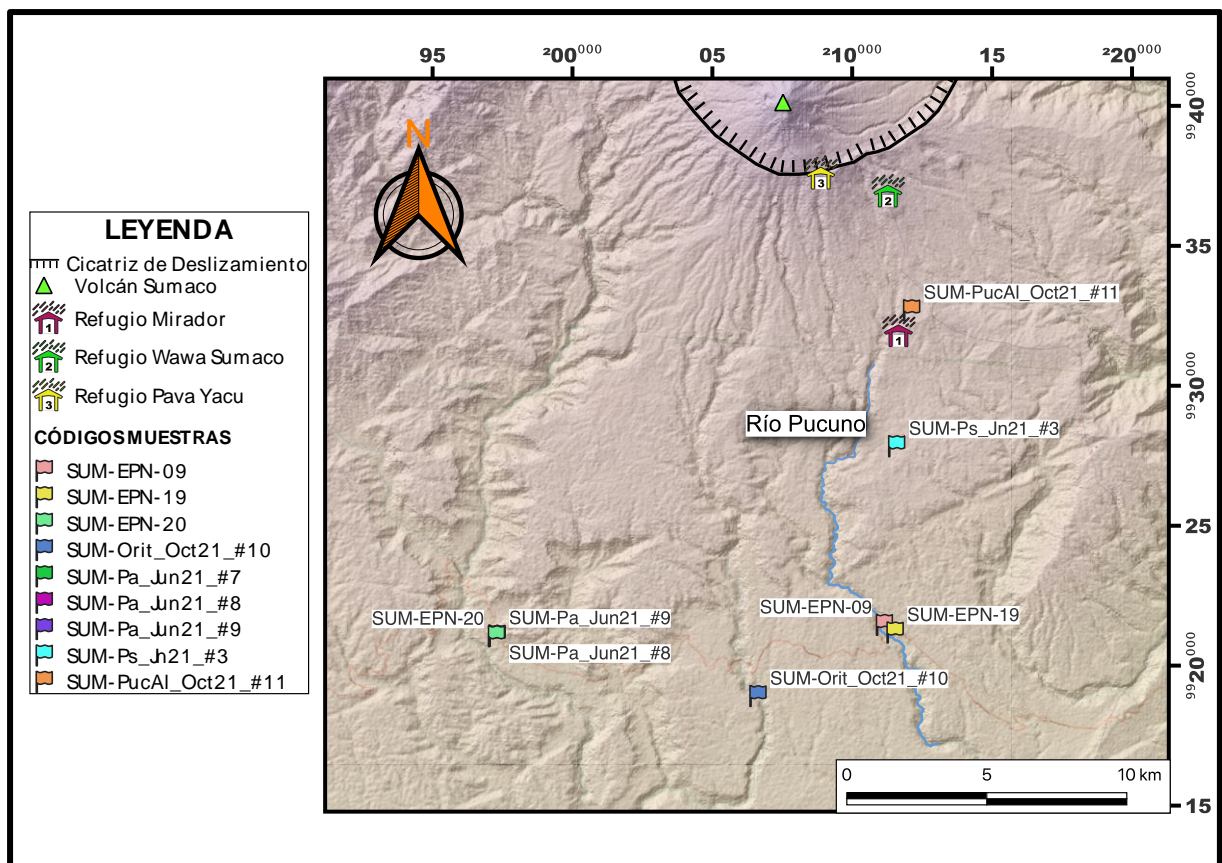 95 ²00⁰⁰⁰ 05 ²10⁰⁰⁰ 15 ²20⁰⁰⁰
N
⁹⁹40⁰⁰⁰
35
⁹⁹30⁰⁰⁰
25
⁹⁹20⁰⁰⁰
15
3
2
SUM-PucAl_Oct21_#11
1
Río Pucuno
SUM-Ps_Jn21_#3
SUM-EPN-09
SUM-EPN-19
SUM-EPN-20
SUM-Pa_Jun21_#9
SUM-Pa_Jun21_#8
SUM-Orit_Oct21_#10
0 5 10 km
LEYENDA
Cicatriz de Deslizamiento
Volcán Sumaco
1 Refugio Mirador
2 Refugio Wawa Sumaco
3 Refugio Pava Yacu
CÓDIGOS MUESTRAS
SUM-EPN-09
SUM-EPN-19
SUM-EPN-20
SUM-Orit_Oct21_#10
SUM-Pa_Jun21_#7
SUM-Pa_Jun21_#8
SUM-Pa_Jun21_#9
SUM-Ps_Jn21_#3
SUM-PucAl_Oct21_#11